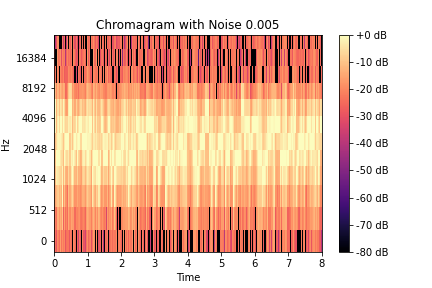 Chromagram with Noise 0.005
Hz
16384
8192
4096
2048
1024
512
0
0 1 2 3 4 5 6 7 8
Time
+0 dB
-10 dB
-20 dB
-30 dB
-40 dB
-50 dB
-60 dB
-70 dB
-80 dB